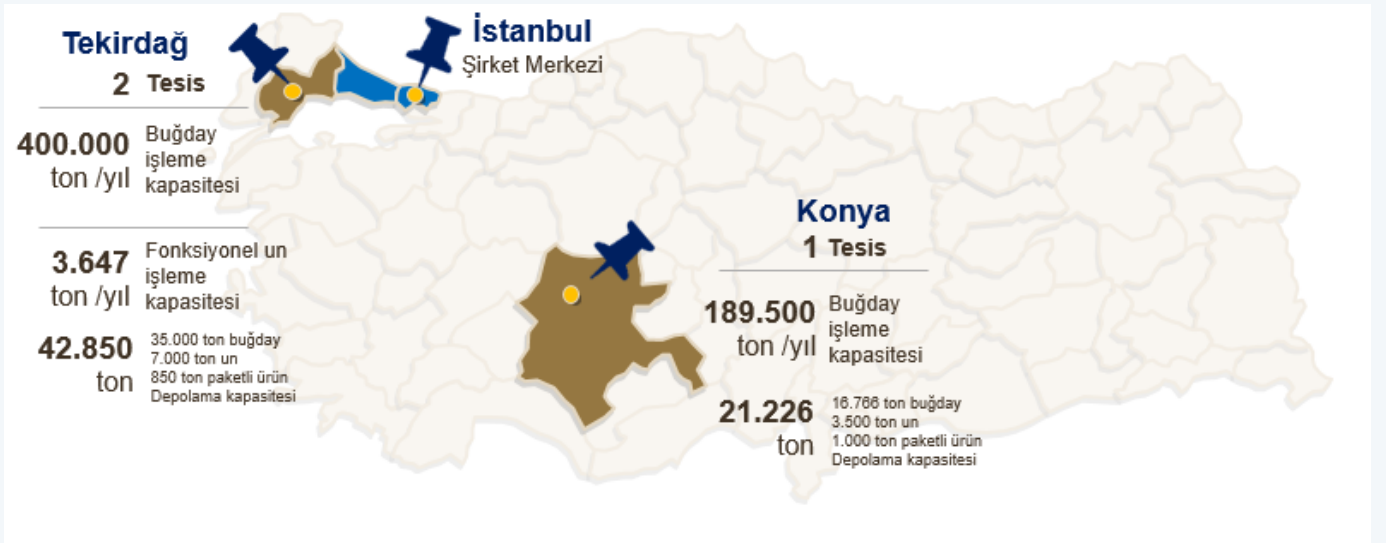 Tekirdağ
2 Tesis
400.000
ton /yıl
Buğday
işleme
kapasitesi
3.647
ton /yıl
Fonksiyonel un
işleme
kapasitesi
42.850
ton
35.000 ton buğday
7.000 ton un
850 ton paketli ürün
Depolama kapasitesi
İstanbul
Şirket Merkezi
Konya
1 Tesis
189.500
ton /yıl
Buğday
işleme
kapasitesi
21.226
ton
16.766 ton buğday
3.500 ton un
1.000 ton paketli ürün
Depolama kapasitesi